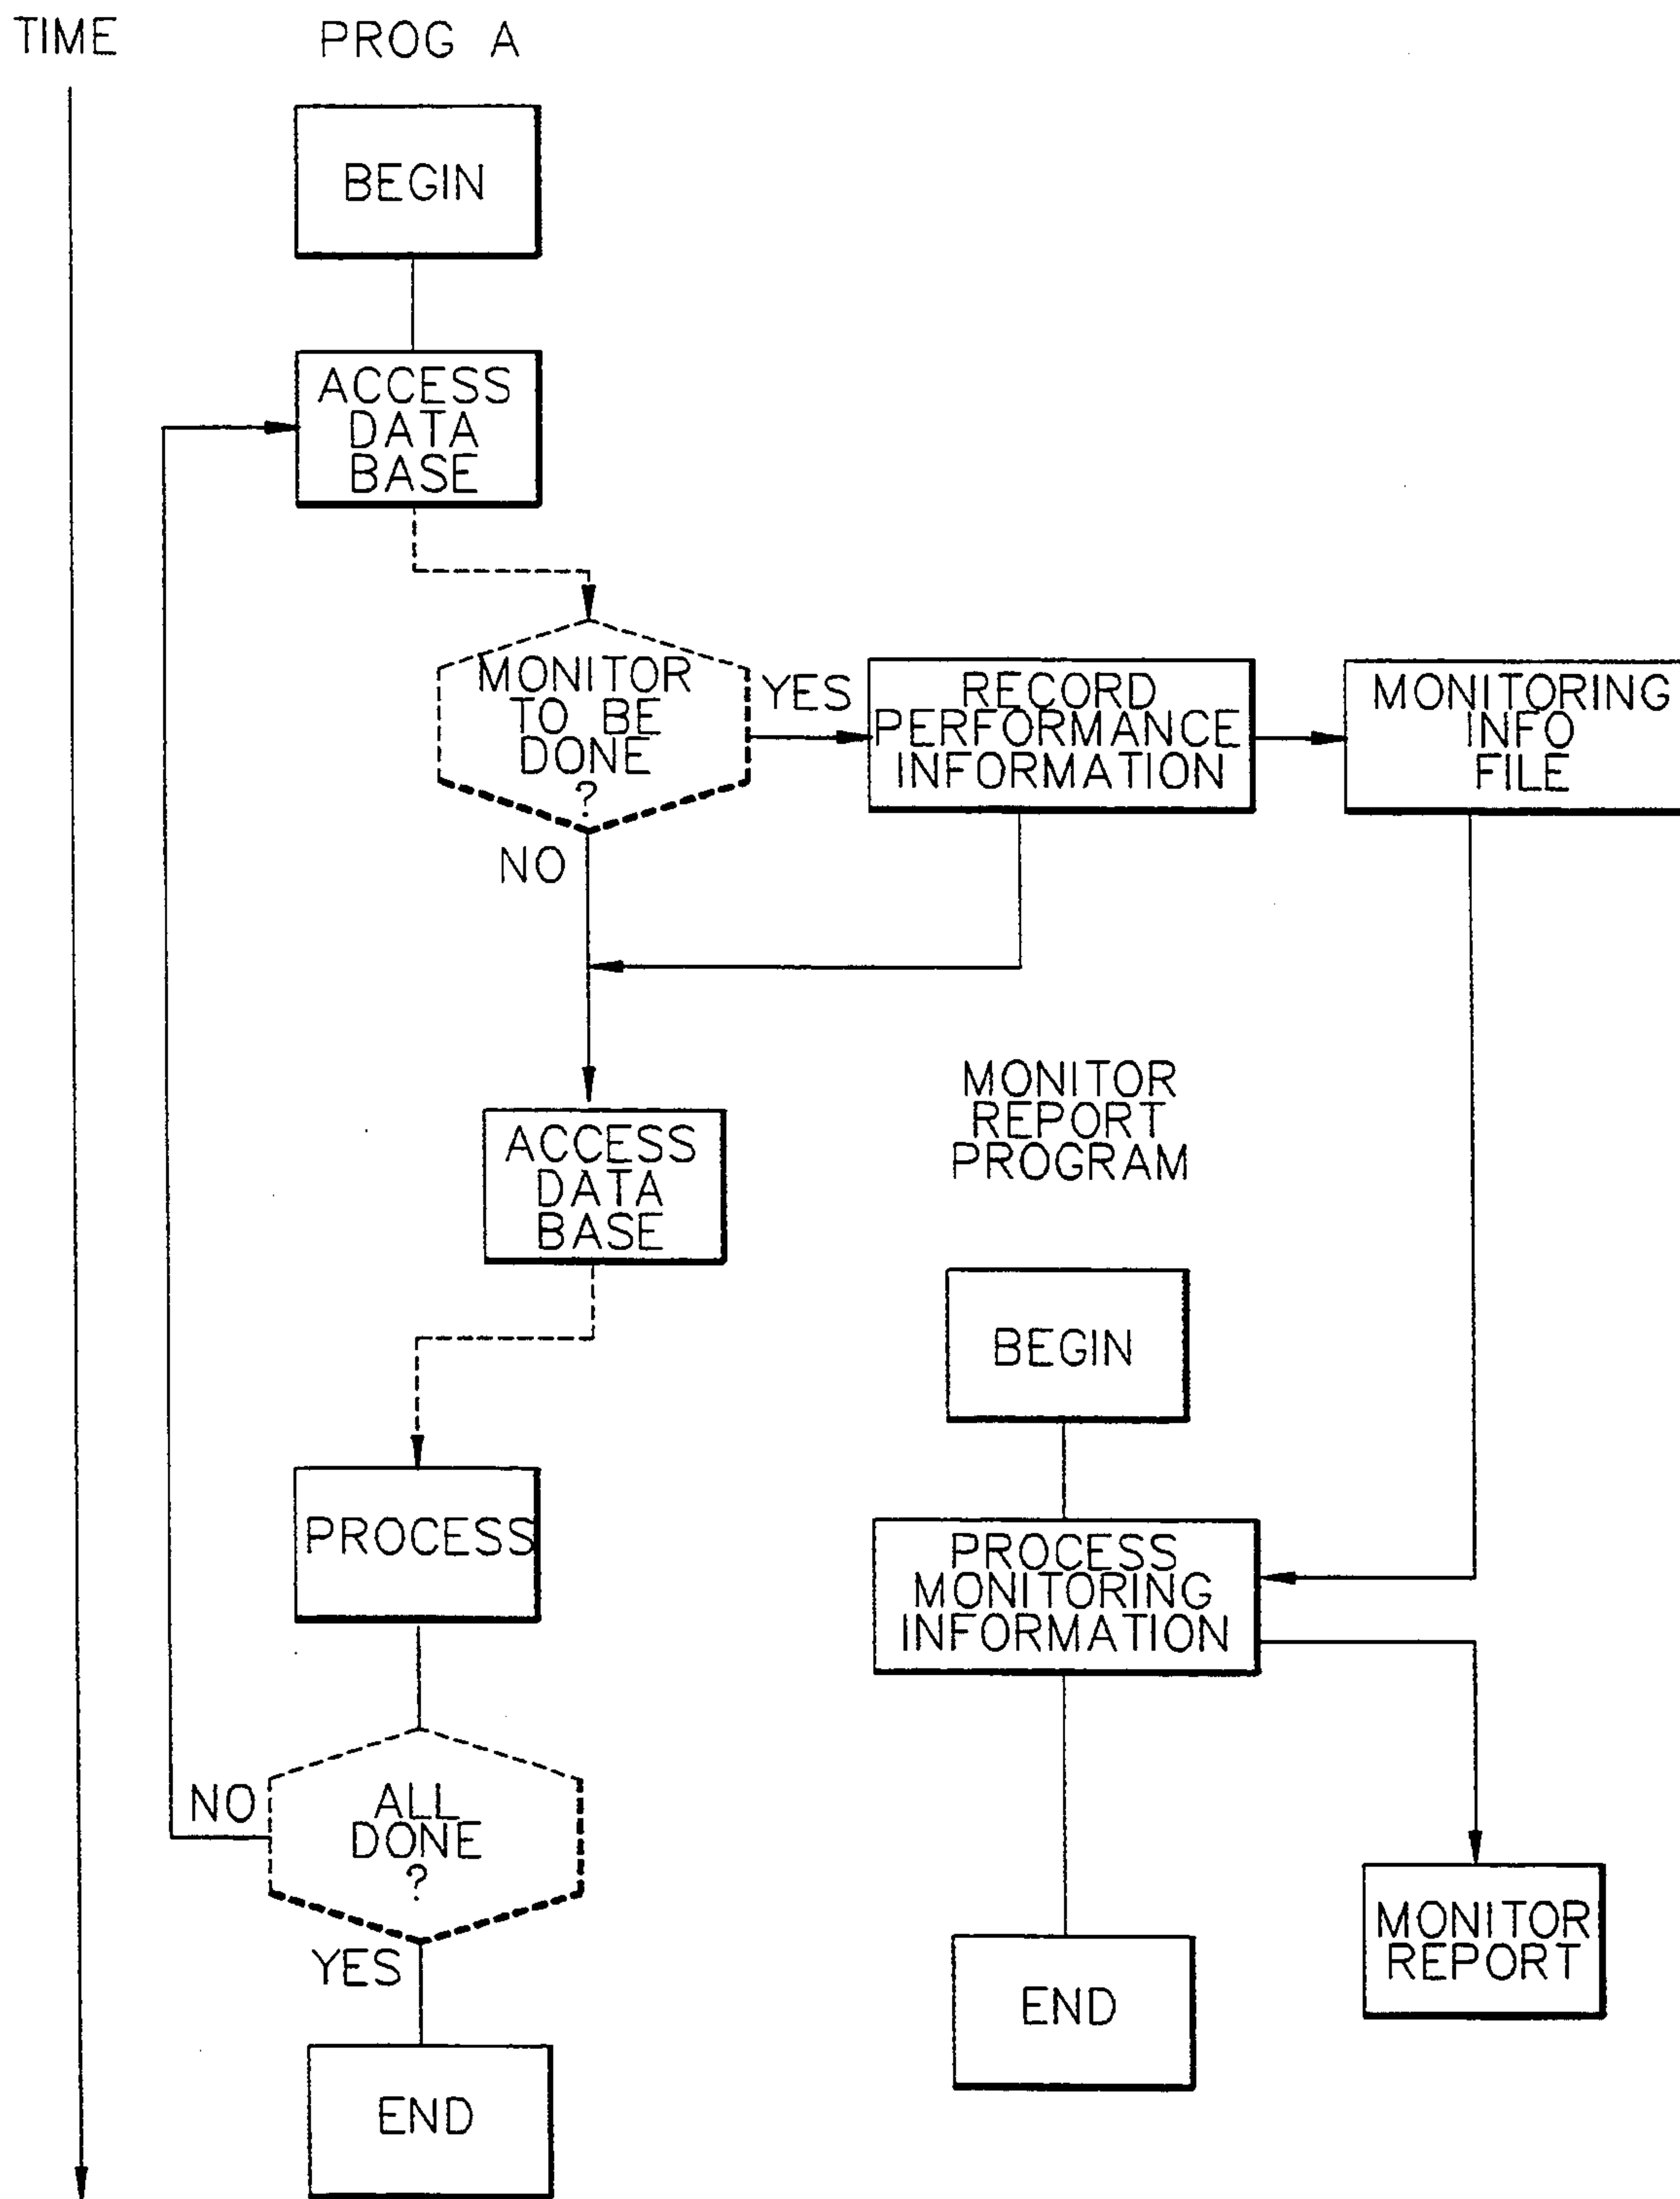 TIME
PROG A
BEGIN
ACCESS
DATA
BASE
MONITOR
TO BE
DONE
?
YES
RECORD
PERFORMANCE
INFORMATION
MONITORING
INFO
FILE
NO
ACCESS
DATA
BASE
MONITOR
REPORT
PROGRAM
BEGIN
PROCESS
PROCESS
MONITORING
INFORMATION
NO
ALL
DONE
?
YES
END
END
MONITOR
REPORT